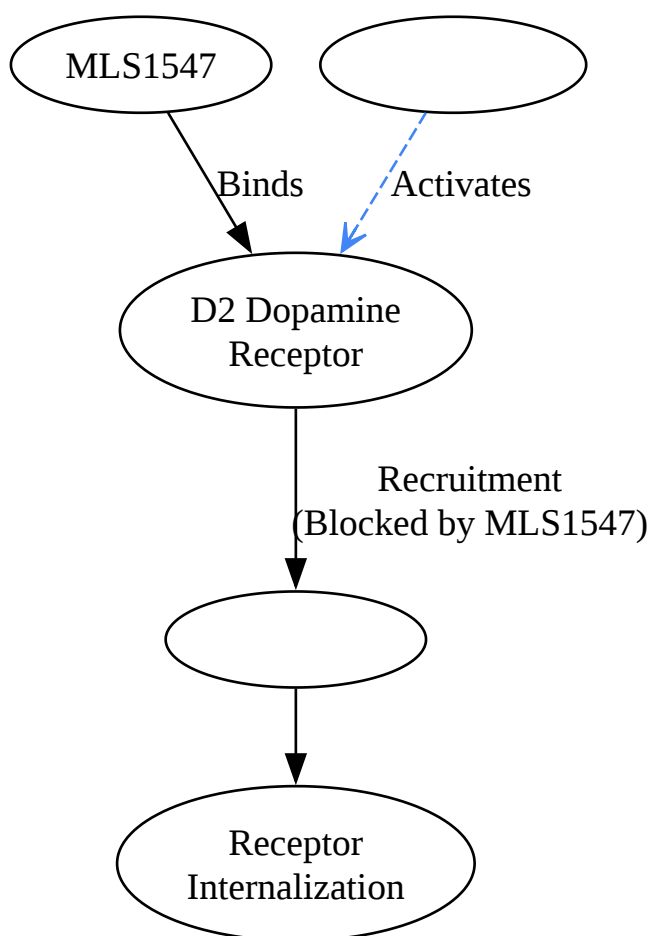 MLS1547
Binds
Activates
D2 Dopamine
Receptor
Recruitment
(Blocked by MLS1547)
Receptor
Internalization